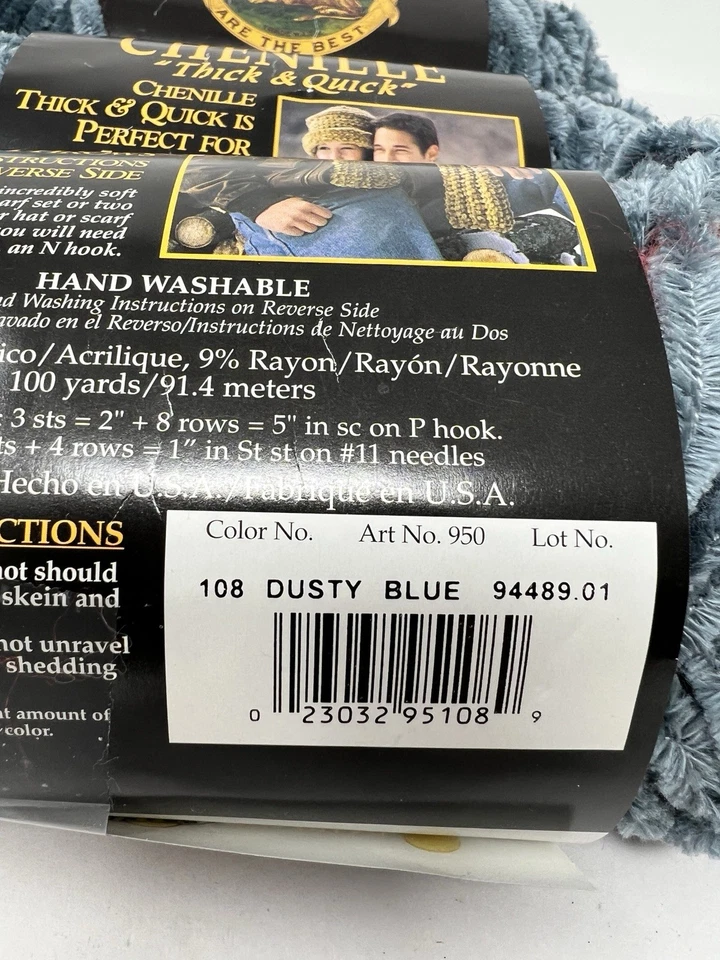 ARE THE BEST
CHENILLE
"Thick & Quick"
CHENILLE
THICK & QUICK IS
PERFECT FOR
VERSE SIDE
incredibly soft
arf set or two
r hat or scarf
you will need
an N hook.
HAND WASHABLE
nd Washing Instructions on Reverse Side
avado en el Reverso/Instructions de Nettoyage au Dos
ico/Acrilique, 9% Rayon/Rayón/Rayonne
100 yards/91.4 meters
: 3 sts = 2" + 8 rows = 5" in sc on P hook.
ts + 4 rows = 1" in St st on #11 needles
Hecho en U.S.A./Fabriqué en U.S.A.
CTIONS
not should
skein and
not unravel
shedding
at amount of
color.
Color No. Art No. 950 Lot No.
108 DUSTY BLUE 94489.01
0 23032 95108 9